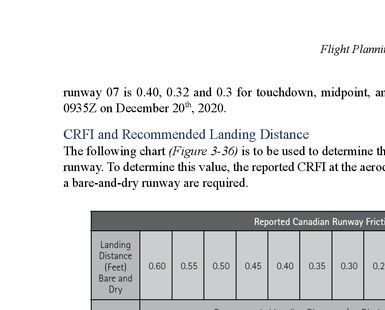 Flight Planni
runway 07 is 0.40, 0.32 and 0.3 for touchdown, midpoint, an
0935Z on December 20th, 2020.
CRFI and Recommended Landing Distance
The following chart (Figure 3-36) is to be used to determine th
runway. To determine this value, the reported CRFI at the aerod
a bare-and-dry runway are required.
Reported Canadian Runway Fricti
Landing
Distance
(Feet)
Bare and
Dry
0.60 0.55 0.50 0.45 0.40 0.35 0.30 0.2